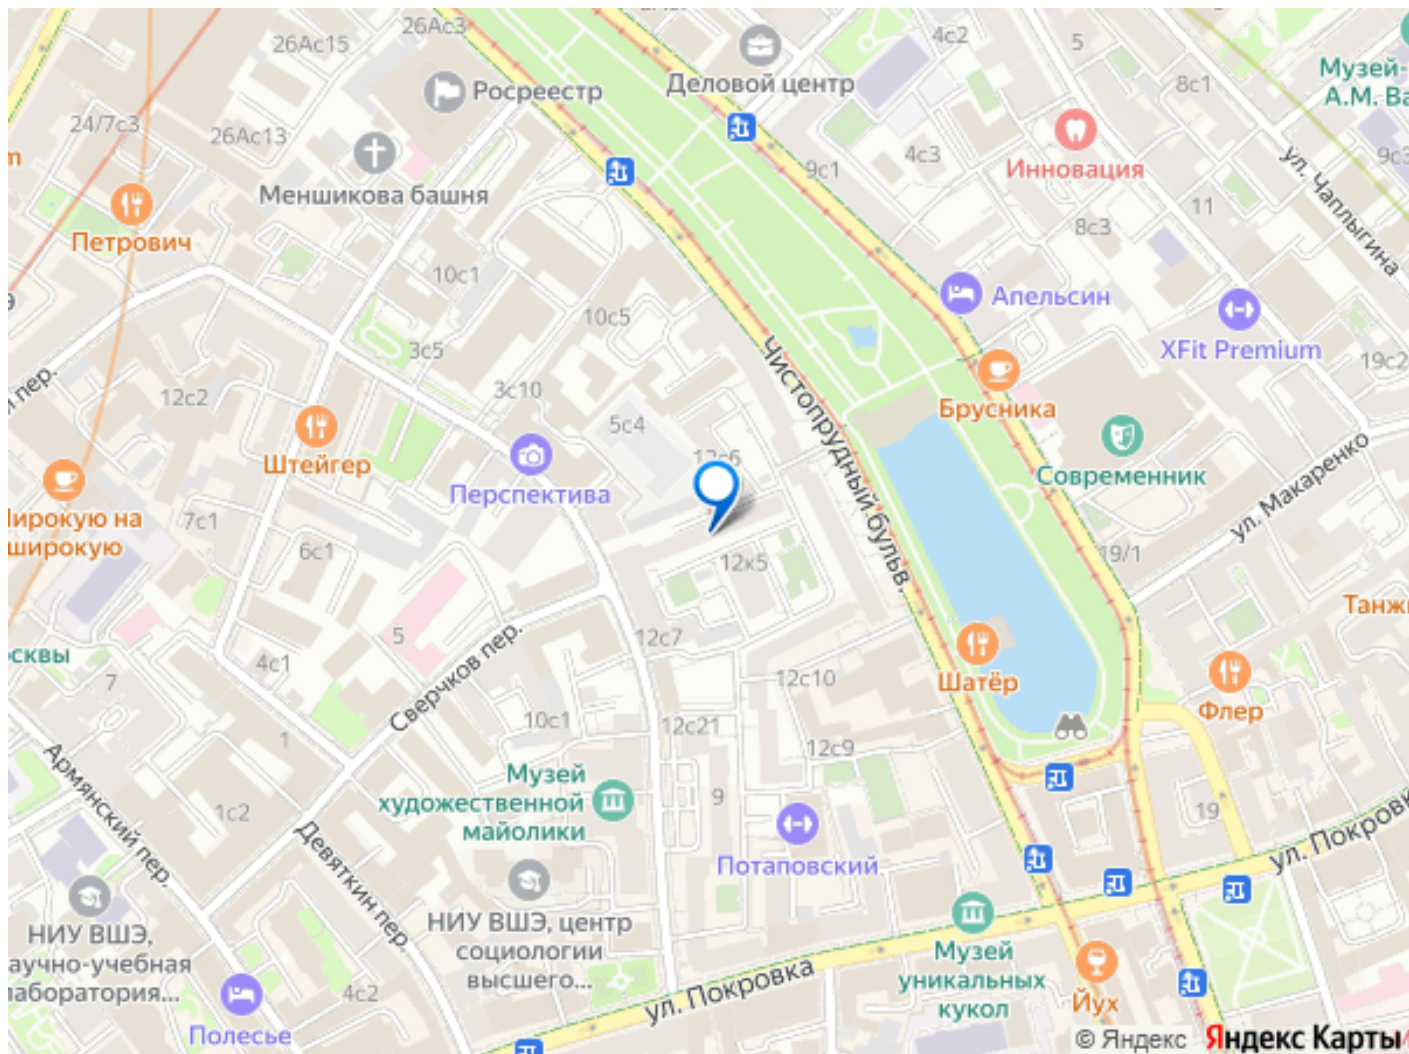 26Ас3
26Ас15
4с2
5
Деловой центр
Росреестр
Музей-
А.М. Ва
8с1
24/7с3
26Ас13
9с1
4с3
Инновация
9с3
ул. Чаплыгина
Меншикова башня
Петрович
11
8с3
10с1
Апельсин
10с5
3с5
XFit Premium
19с2
пер.
12с2
3с10
Чистопрудный бульв.
Брусника
5с4
Штейгер
Современник
ул. Макаренко
Перспектива
Широкую на
широкую
7с1
6с1
12к5
19/1
Танж
5
12с7
Сверчков пер.
осквы
7
4с1
12с10
Шатёр
Флер
10с1
12с21
12с9
1
Армянский пер.
Музей
художественной
майолики
9
1с2
19
Девяткин пер.
Потаповский
ул. Покровка
НИУ ВШЭ,
аучно-учебная
лаборатория...
НИУ ВШЭ, центр
социологии
высшего...
Музей
уникальных
кукол
4с2
ул. Покровка
Йух
Полесье
© Яндекс Яндекс Карты